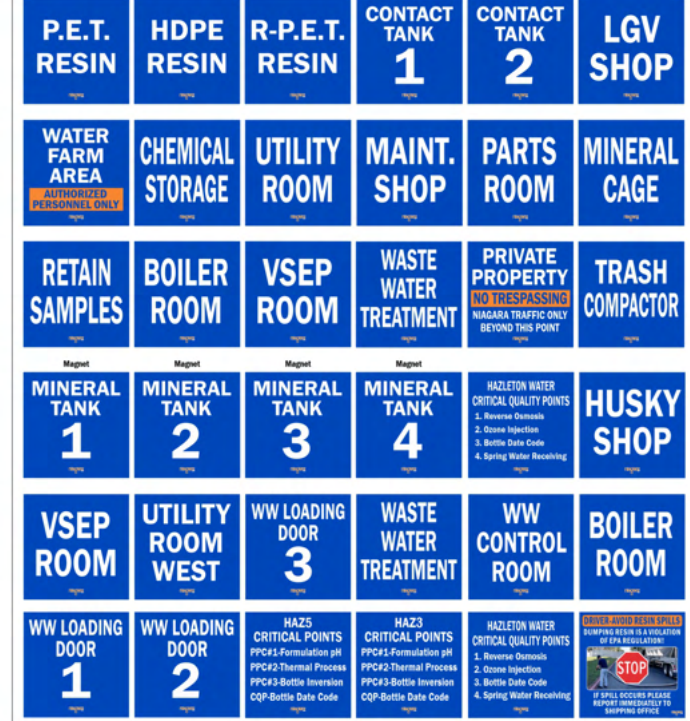 P.E.T.
RESIN
HDPE
RESIN
R-P.E.T.
RESIN
CONTACT
TANK
1
CONTACT
TANK
2
LGV
SHOP
WATER
FARM
AREA
AUTHORIZED
PERSONNEL ONLY
CHEMICAL
STORAGE
UTILITY
ROOM
MAINT.
SHOP
PARTS
ROOM
MINERAL
CAGE
RETAIN
SAMPLES
BOILER
ROOM
VSEP
ROOM
WASTE
WATER
TREATMENT
PRIVATE
PROPERTY
NO TRESPASSING
NIAGARA TRAFFIC ONLY
BEYOND THIS POINT
TRASH
COMPACTOR
Magnet
MINERAL
TANK
1
Magnet
MINERAL
TANK
2
Magnet
MINERAL
TANK
3
Magnet
MINERAL
TANK
4
HAZLETON WATER
CRITICAL QUALITY POINTS
1. Reverse Osmosis
2. Ozone Injection
3. Bottle Date Code
4. Spring Water Receiving
HUSKY
SHOP
VSEP
ROOM
UTILITY
ROOM
WEST
WW LOADING
DOOR
3
WASTE
WATER
TREATMENT
WW
CONTROL
ROOM
BOILER
ROOM
WW LOADING
DOOR
1
WW LOADING
DOOR
2
HAZ5
CRITICAL POINTS
PPC#1-Formulation pH
PPC#2-Thermal Process
PPC#3-Bottle Inversion
CQP-Bottle Date Code
HAZ3
CRITICAL POINTS
PPC#1-Formulation pH
PPC#2-Thermal Process
PPC#3-Bottle Inversion
CQP-Bottle Date Code
HAZLETON WATER
CRITICAL QUALITY POINTS
1. Reverse Osmosis
2. Ozone Injection
3. Bottle Date Code
4. Spring Water Receiving
DRIVER-AVOID RESIN SPILLS
DUMPING RESIN IS A VIOLATION
OF EPA REGULATION!
STOP
IF SPILL OCCURS PLEASE
REPORT IMMEDIATELY TO
SHIPPING OFFICE